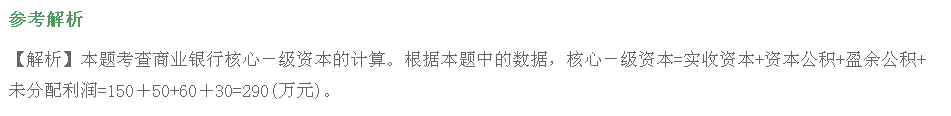 参考解析
【解析】本题考查商业银行核心一级资本的计算。根据本题中的数据，核心一级资本=实收资本+资本公积+盈余公积+
未分配利润=150＋50+60＋30=290(万元)。